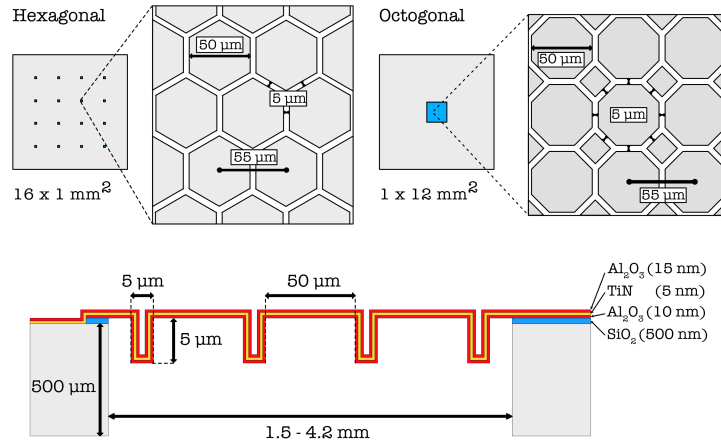 Hexagonal
50 µm
5 µm
55 µm
16 x 1 mm²
Octogonal
50 µm
5 µm
55 µm
1 x 12 mm²
5 µm
50 µm
5 µm
500 µm
1.5 - 4.2 mm
Al₂O₃ (15 nm)
TiN (5 nm)
Al₂O₃ (10 nm)
SiO₂ (500 nm)